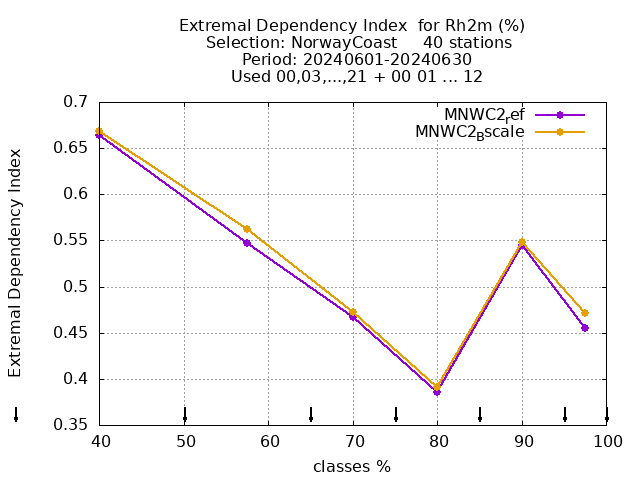 Extremal Dependency Index  for Rh2m (%)
Selection: NorwayCoast     40 stations
Period: 20240601-20240630
Used 00,03,...,21 + 00 01 ... 12
MNWC2ref
MNWC2Bscale
0.7
0.65
0.6
0.55
0.5
0.45
0.4
0.35
Extremal Dependency Index
40 50 60 70 80 90 100
classes %